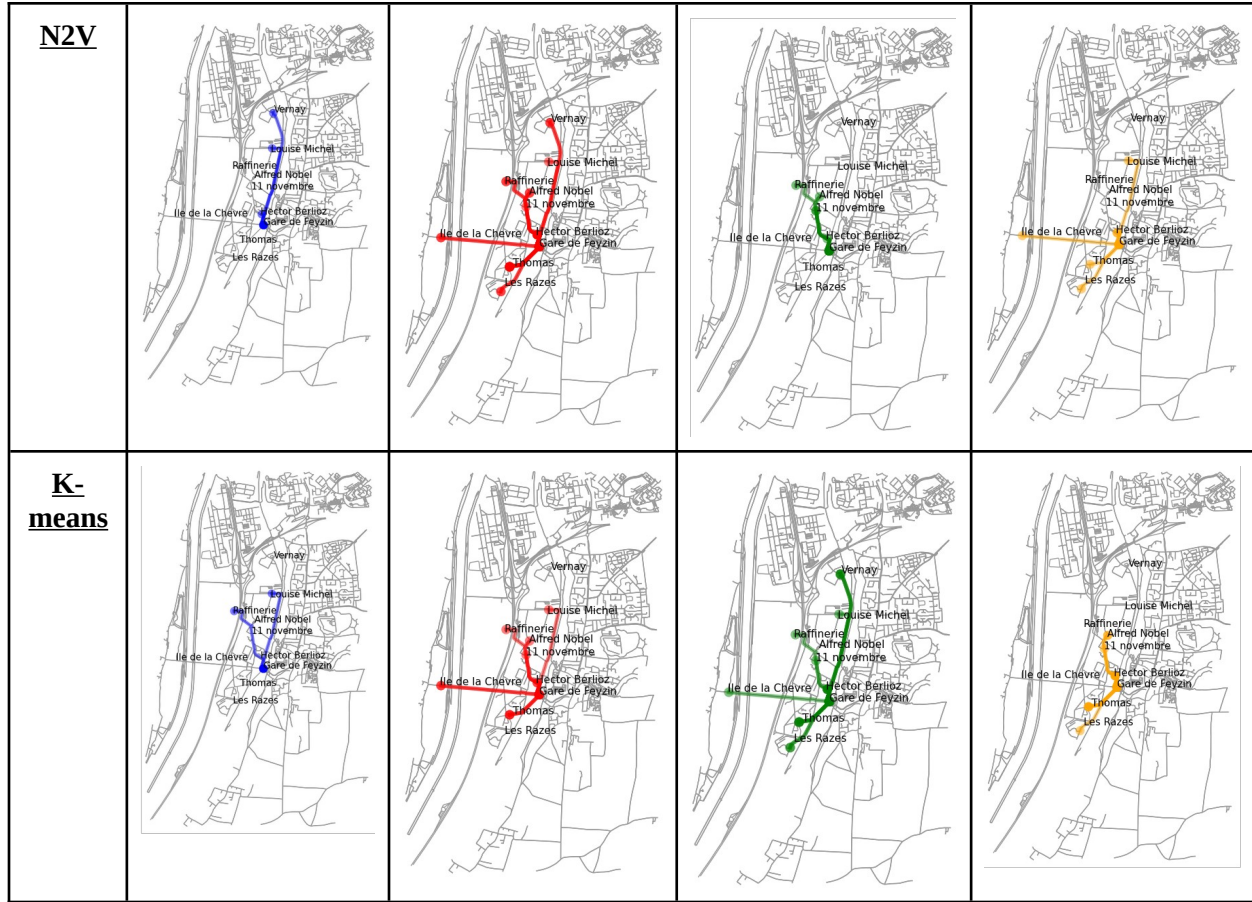 N2V
Vernay
Louise Michel
Raffinerie
Alfred Nobel
11 novembre
Ile de la Chevre
Hector Berlioz
Gare de Feyzin
Thomas
Les Razes
Vernay
Louise Michel
Raffinerie
Alfred Nobel
11 novembre
Hector Berlioz
Ile de la Chevre
Gare de Feyzin
Thomas
Les Razes
Vernay
Louise Michel
Raffinerie
Alfred Nobel
11 novembre
Hector Berlioz
Ile de la Chevre
Gare de Feyzin
Thomas
Les Razes
Vernay
Louise Michel
Raffinerie
Alfred Nobel
11 novembre
Hector Berlioz
Ile de la Chevre
Gare de Feyzin
Thomas
Les Razes
K-
means
Vernay
Louise Michel
Raffinerie
Alfred Nobel
11 novembre
Hector Berlioz
Ile de la Chevre
Gare de Feyzin
Thomas
Les Razes
Vernay
Louise Michel
Raffinerie
Alfred Nobel
11 novembre
Ile de la Chevre
Hector Berlioz
Gare de Feyzin
Thomas
Les Razes
Vernay
Louise Michel
Raffinerie
Alfred Nobel
11 novembre
Hector Berlioz
Ile de la Chevre
Gare de Feyzin
Thomas
Les Razes
Vernay
Louise Michel
Raffinerie
Alfred Nobel
11 novembre
Hector Berlioz
Ile de la Chevre
Gare de Feyzin
Thomas
Les Razes